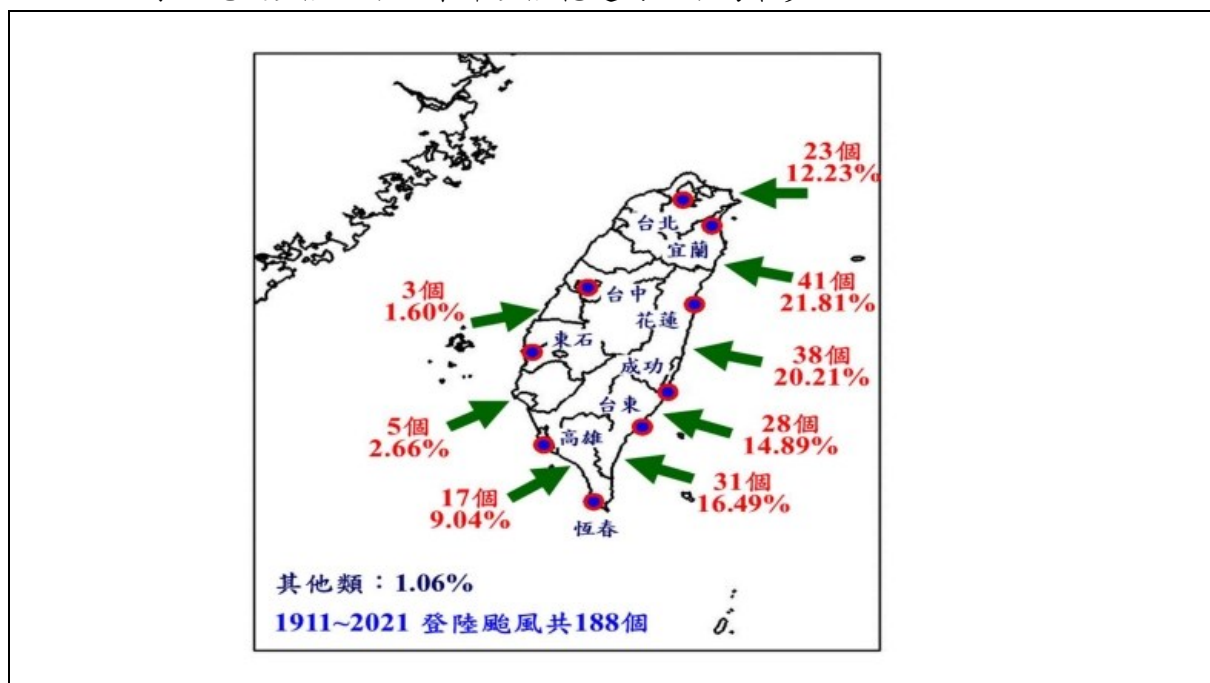 23個
12.23%
台北
宜蘭
41個
21.81%
3個
1.60%
台中
花蓮
東石
38個
20.21%
成功
台東
5個
2.66%
28個
14.89%
高雄
31個
16.49%
17個
9.04%
恆春
其他類：1.06%
1911~2021 登陸颱風共188個